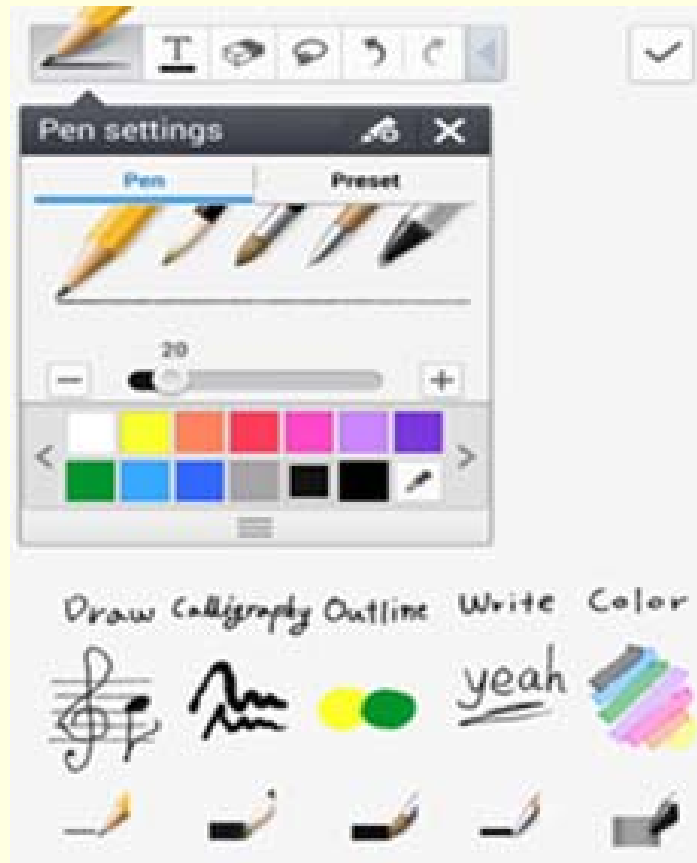 T
Pen settings
Pen Preset
20
Draw Calligraphy Outline Write Color
yeah